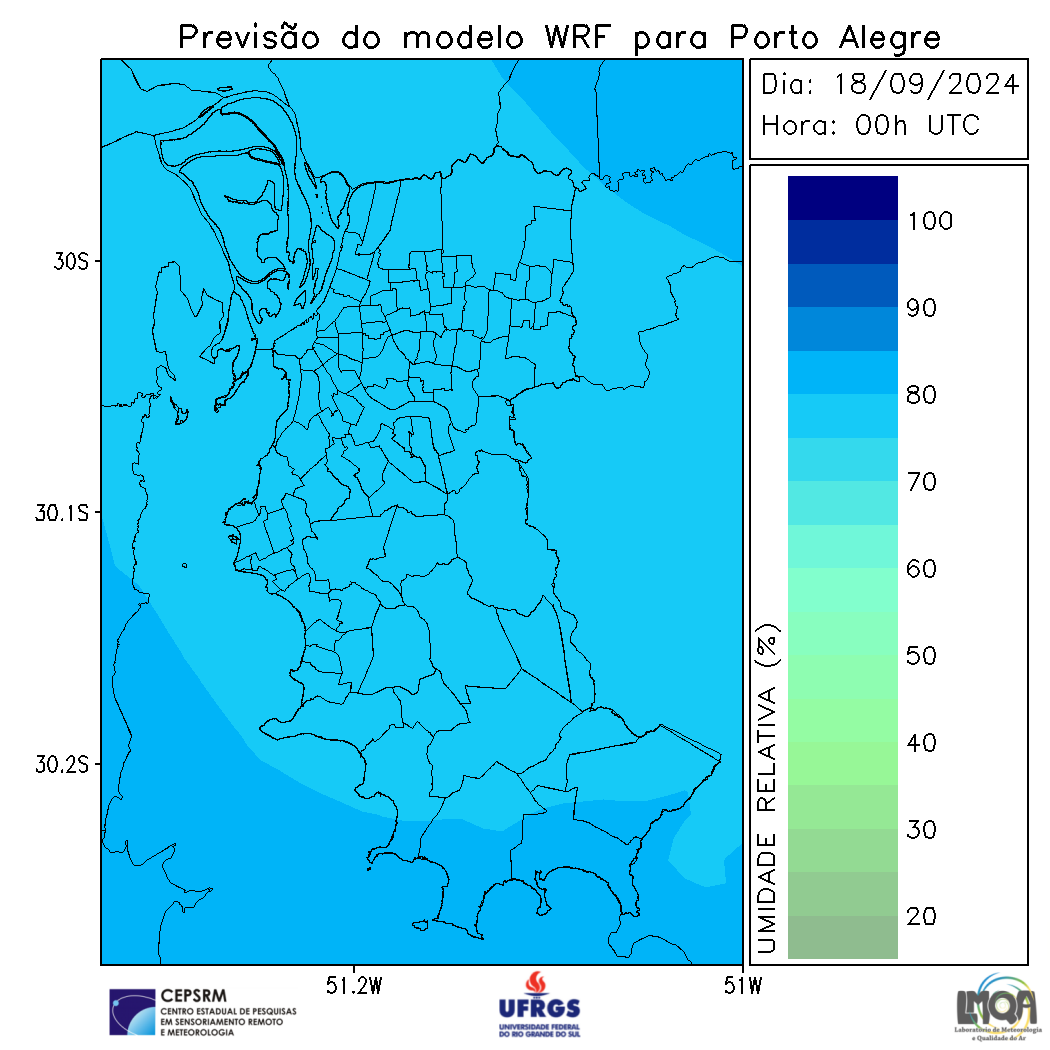 Previsão do modelo WRF para Porto Alegre
Dia: 18/09/2024
Hora: 00h UTC
100
90
80
70
60
50
40
30
20
UMIDADE RELATIVA (%)
30S
30.1S
30.2S
51.2W
51W
CEPSRM
CENTRO ESTADUAL DE PESQUISAS
EM SENSORIAMENTO REMOTO
E METEOROLOGIA
UFRGS
UNIVERSIDADE FEDERAL
DO RIO GRANDE DO SUL
LMQA
Laboratório de Meteorologia
e Qualidade do Ar